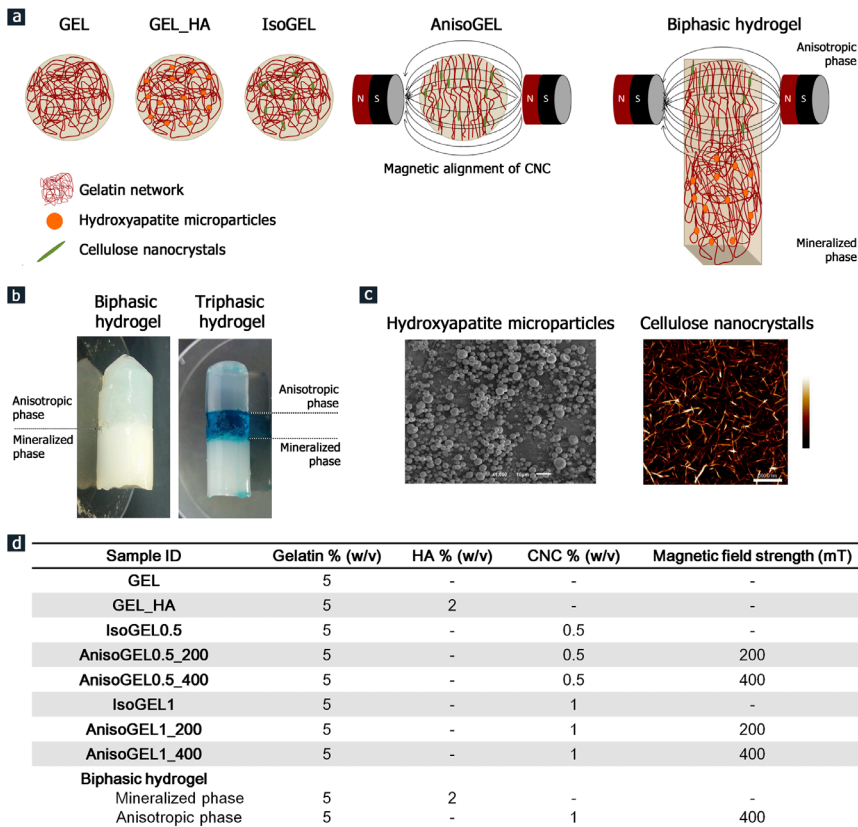 a
GEL GEL_HA IsoGEL AnisoGEL Biphasic hydrogel
Anisotropic
phase
N S N S N S N S
Magnetic alignment of CNC
Gelatin network
Hydroxyapatite microparticles
Cellulose nanocrystals
Mineralized
phase
b
Biphasic
hydrogel
Triphasic
hydrogel
Anisotropic
phase
Mineralized
phase
Anisotropic
phase
Mineralized
phase
c
Hydroxyapatite microparticles Cellulose nanocrystalls
d
Sample ID Gelatin % (w/v) HA % (w/v) CNC % (w/v) Magnetic field strength (mT)
GEL 5 - - -
GEL_HA 5 2 - -
IsoGEL0.5 5 - 0.5 -
AnisoGEL0.5_200 5 - 0.5 200
AnisoGEL0.5_400 5 - 0.5 400
IsoGEL1 5 - 1 -
AnisoGEL1_200 5 - 1 200
AnisoGEL1_400 5 - 1 400
Biphasic hydrogel
Mineralized phase 5 2 - -
Anisotropic phase 5 - 1 400